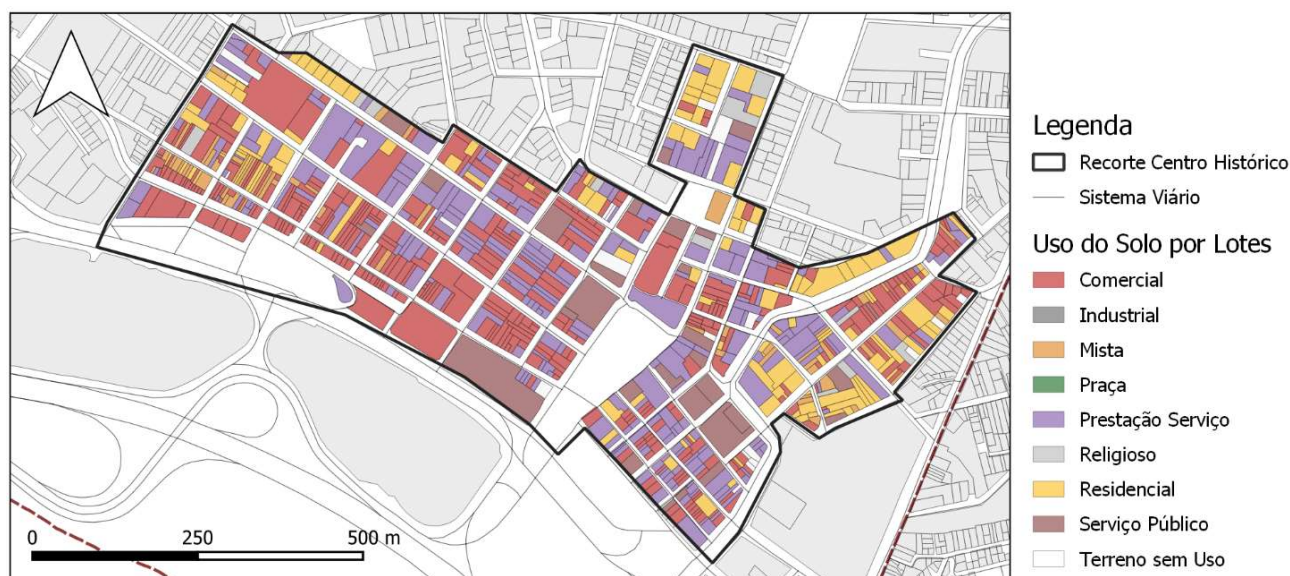 Legenda
Recorte Centro Histórico
Sistema Viário
Uso do Solo por Lotes
Comercial
Industrial
Mista
Praça
Prestação Serviço
Religioso
Residencial
Serviço Público
Terreno sem Uso
0 250 500 m